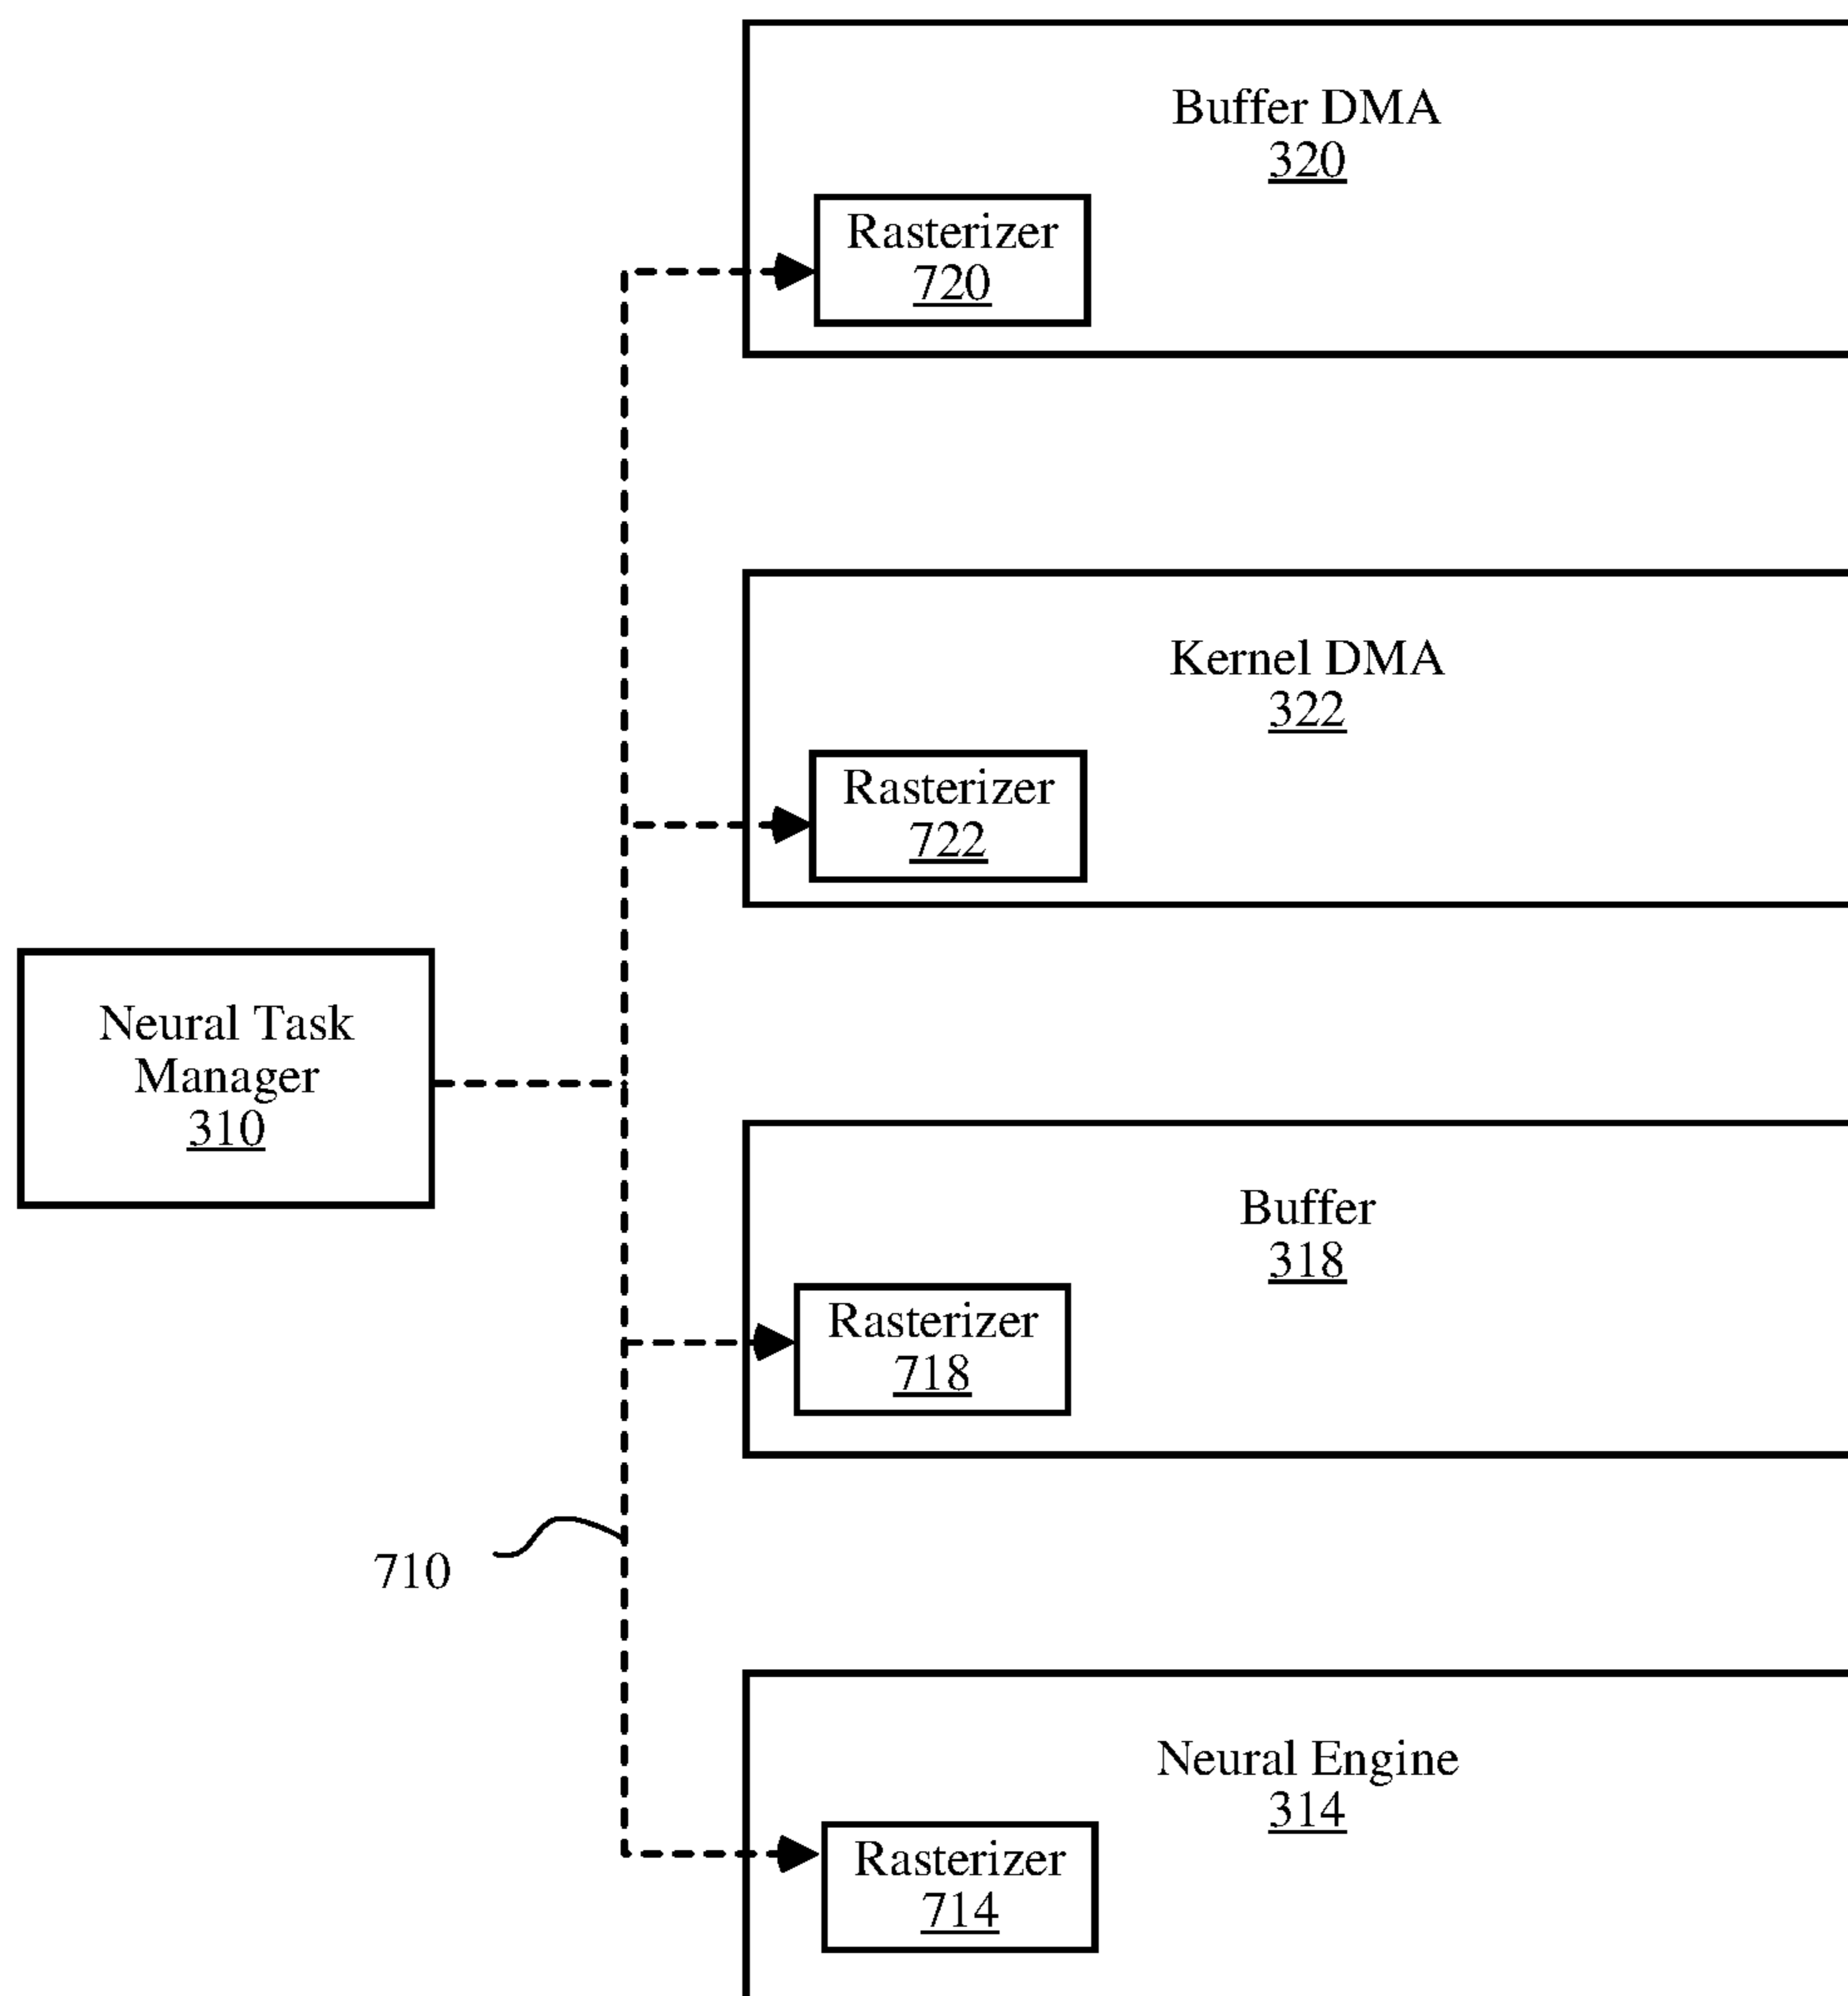 Buffer DMA
320
Rasterizer
720
Kernel DMA
322
Rasterizer
722
Neural Task
Manager
310
Buffer
318
Rasterizer
718
710
Neural Engine
314
Rasterizer
714